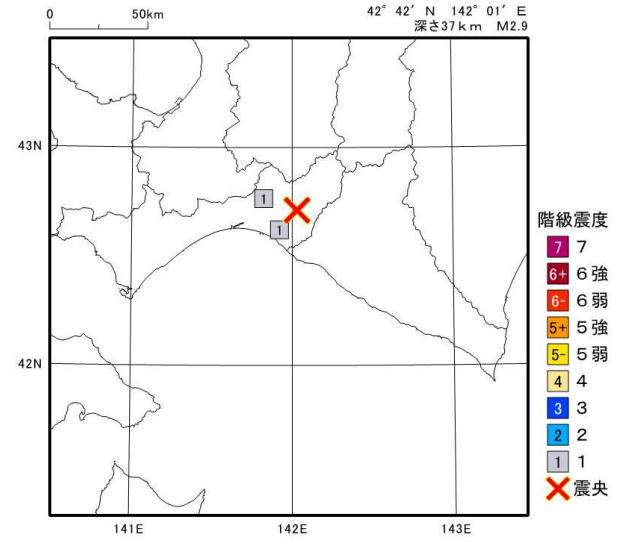 0 50km
42° 42′ N 142° 01′ E
深さ37km M2.9
43N
42N
141E 142E 143E
1
1
階級震度
7 7
6+ 6強
6- 6弱
5+ 5強
5- 5弱
4 4
3 3
2 2
1 1
震央